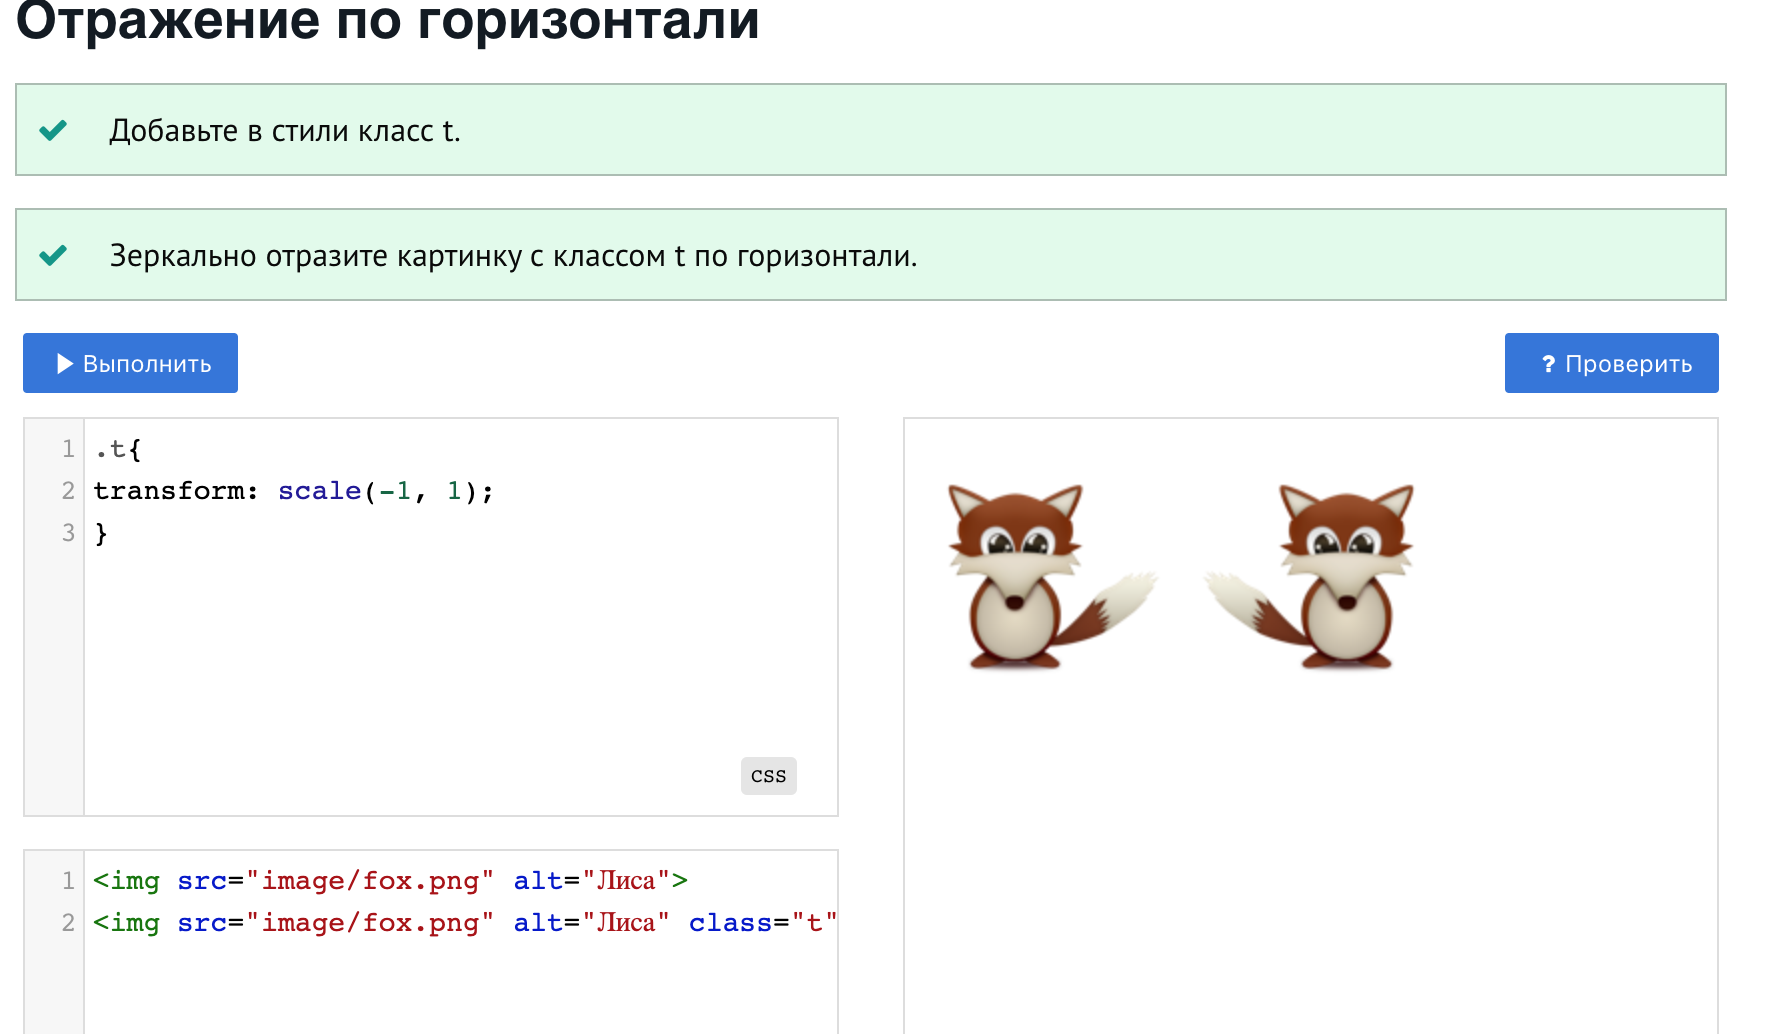 Отражение по горизонтали
Добавьте в стили класс t.
Зеркально отразите картинку с классом t по горизонтали.
Выполнить
? Проверить
1 .t{
2 transform: scale(-1, 1);
3 }
css
1 <img src="image/fox.png" alt="Лиса">
2 <img src="image/fox.png" alt="Лиса" class="t"